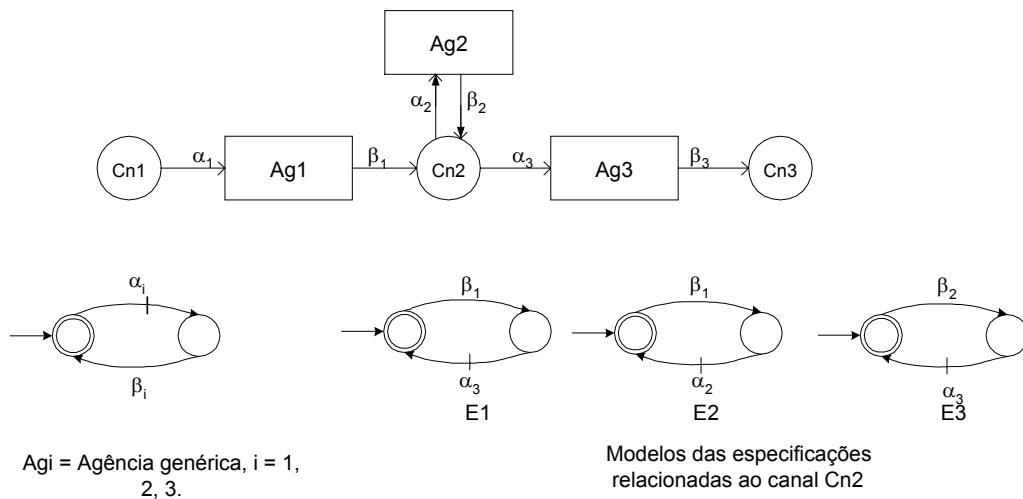 Ag2
α2
β2
Cn1
α1
Ag1
β1
Cn2
α3
Ag3
β3
Cn3
αi
βi
β1
α3
E1
β1
α2
E2
β2
α3
E3
Agi = Agência genérica, i = 1,
2, 3.
Modelos das especificações
relacionadas ao canal Cn2